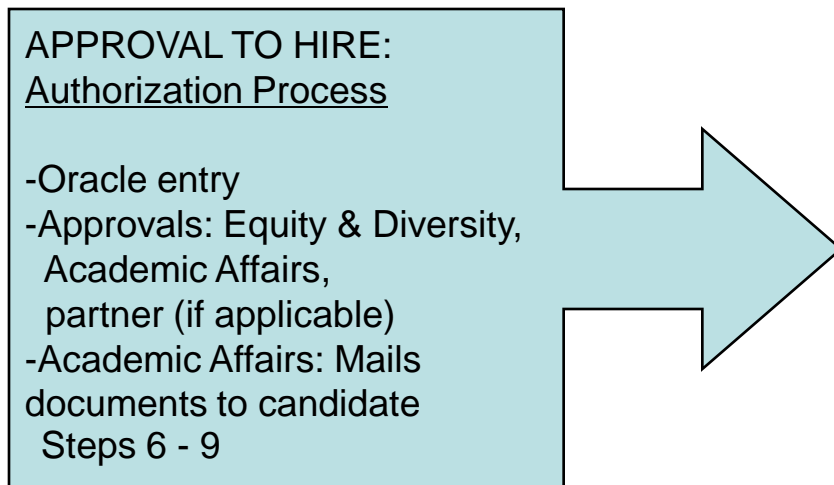 APPROVAL TO HIRE:
Authorization Process
-Oracle entry
-Approvals: Equity & Diversity,
Academic Affairs,
partner (if applicable)
-Academic Affairs: Mails
documents to candidate
Steps 6 - 9